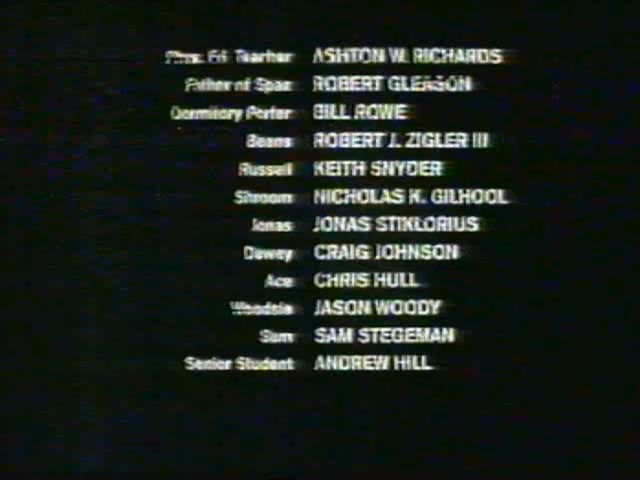 Phys. Ed. Teacher ASHTON W. RICHARDS
Father of Spaz ROBERT GLEASON
Dormitory Porter BILL ROWE
Beans ROBERT J. ZIGLER III
Russell KEITH SNYDER
Shroom NICHOLAS K. GILHOOL
Jonas JONAS STIKLORIUS
Dewey CRAIG JOHNSON
Ace CHRIS HULL
Woodsie JASON WOODY
Sam SAM STEGEMAN
Senior Student ANDREW HILL